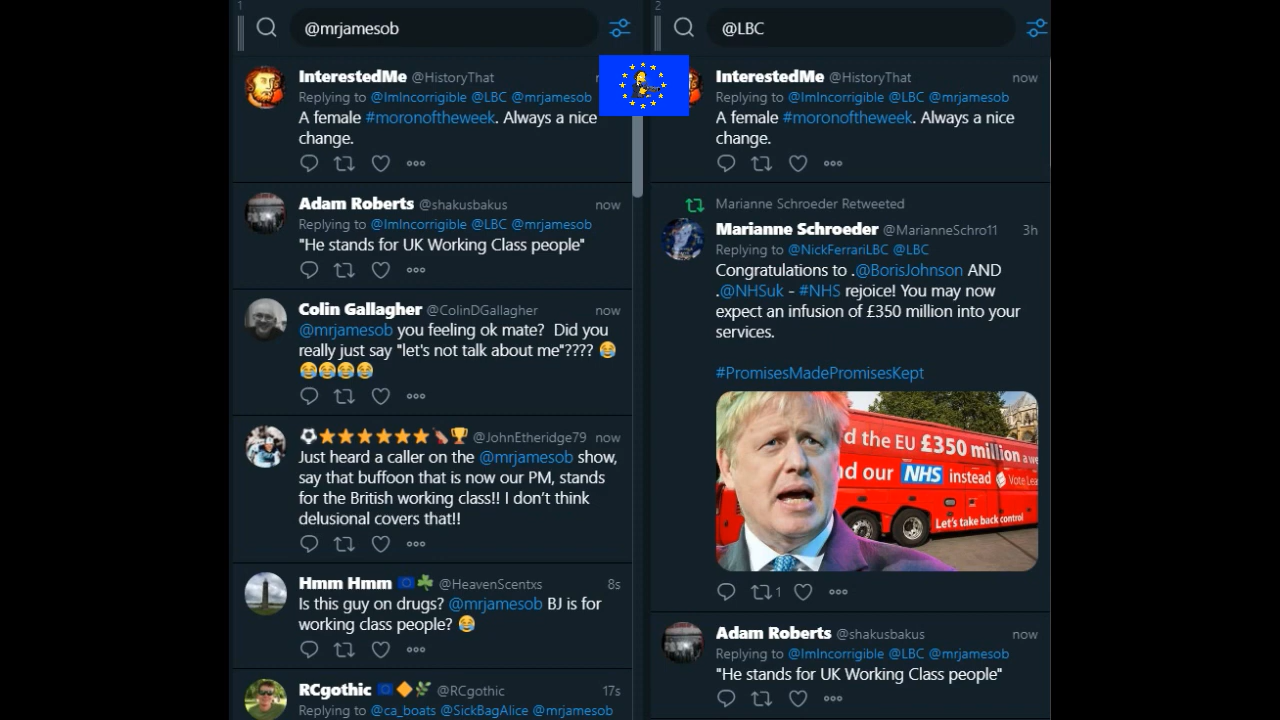 1
@mrjamesob
InterestedMe @HistoryThat
Replying to @ImIncorrigible @LBC @mrjamesob
A female #moronoftheweek. Always a nice
change.
Adam Roberts @shakusbakus now
Replying to @ImIncorrigible @LBC @mrjamesob
"He stands for UK Working Class people"
Colin Gallagher @ColinDGallagher now
@mrjamesob you feeling ok mate?  Did you
really just say "let's not talk about me"???? 😂
😂😂😂😂
⚽⭐⭐⭐⭐⭐⭐🍾🏆 @JohnEtheridge79 now
Just heard a caller on the @mrjamesob show,
say that buffoon that is now our PM, stands
for the British working class!! I don't think
delusional covers that!!
Hmm Hmm 🇪🇺☘️ @HeavenScentxs 8s
Is this guy on drugs? @mrjamesob BJ is for
working class people? 😂
RCgothic 🇪🇺🔶🌿 @RCgothic 17s
Replying to @ca_boats @SickBagAlice @mrjamesob
2
@LBC
InterestedMe @HistoryThat now
Replying to @ImIncorrigible @LBC @mrjamesob
A female #moronoftheweek. Always a nice
change.
Marianne Schroeder Retweeted
Marianne Schroeder @MarianneSchro11 3h
Replying to @NickFerrariLBC @LBC
Congratulations to .@BorisJohnson AND
.@NHSuk - #NHS rejoice! You may now
expect an infusion of £350 million into your
services.
#PromisesMadePromisesKept
d the EU £350 million a we
nd our NHS instead Vote Lea
Let's take back control
1
Adam Roberts @shakusbakus now
Replying to @ImIncorrigible @LBC @mrjamesob
"He stands for UK Working Class people"